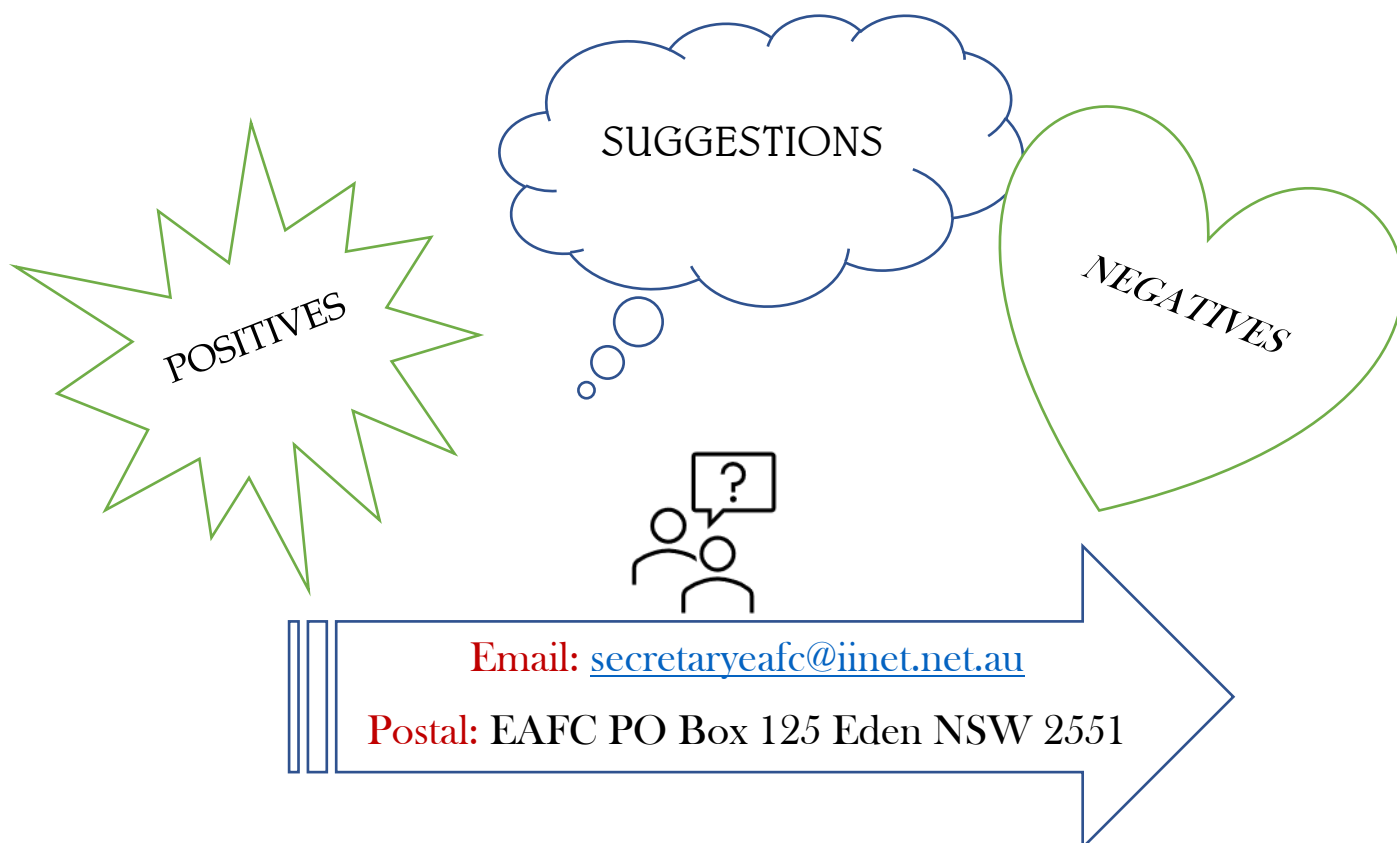 SUGGESTIONS
POSITIVES
NEGATIVES
?
Email: secretaryeafc@iinet.net.au
Postal: EAFC PO Box 125 Eden NSW 2551